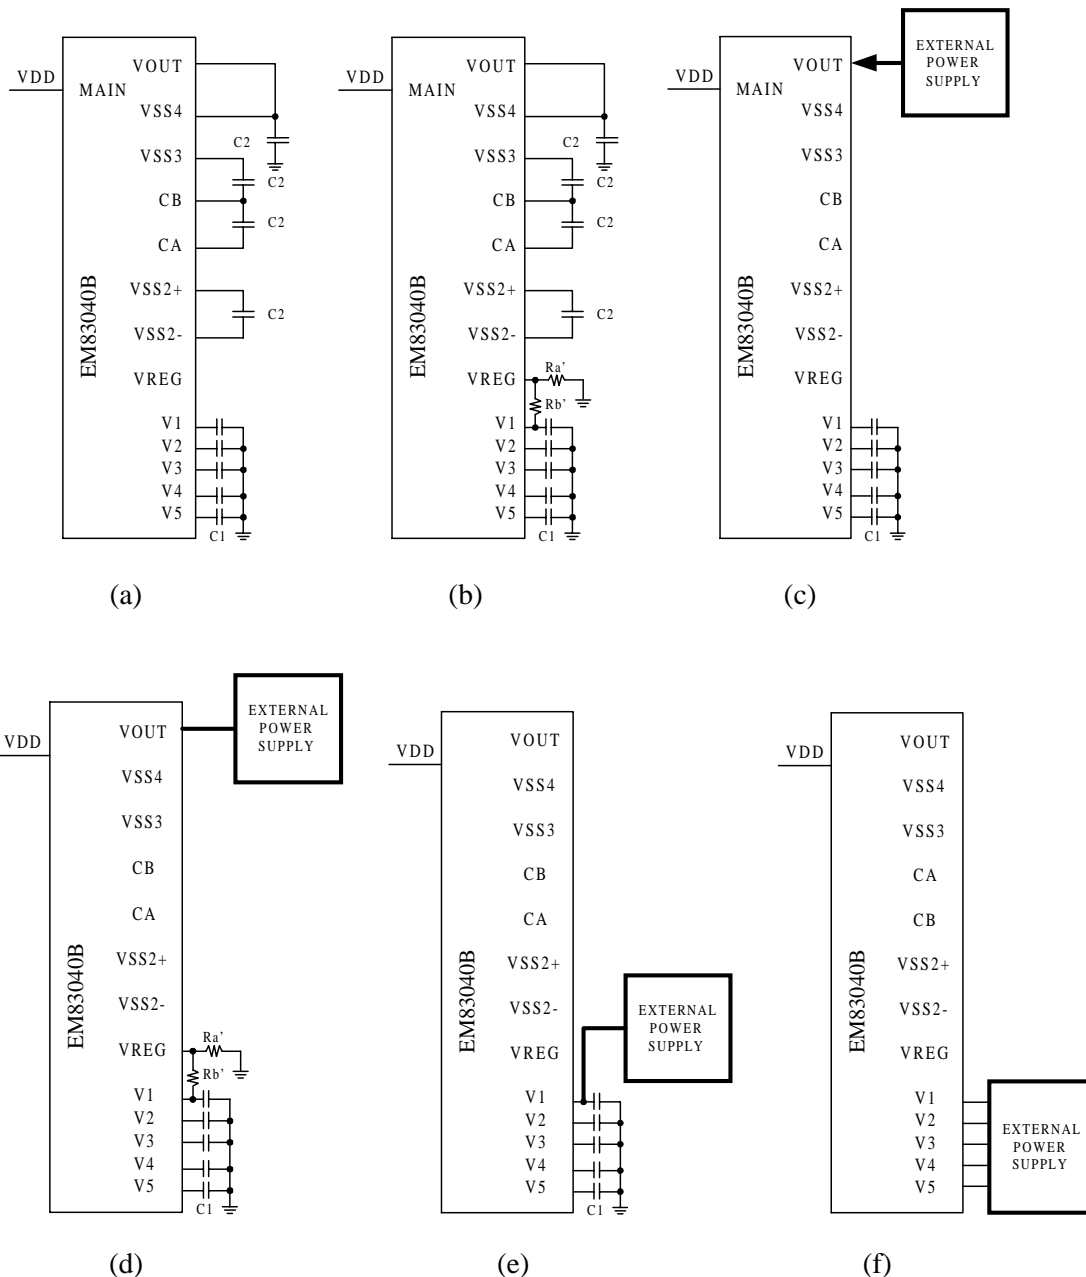 VDD
MAIN
VOUT
VSS4
C2
VSS3
C2
CB
C2
CA
VSS2+
C2
VSS2-
VREG
V1
V2
V3
V4
V5
C1
EM83040B
(a)
VDD
MAIN
VOUT
VSS4
C2
VSS3
C2
CB
C2
CA
VSS2+
C2
VSS2-
VREG
Ra’
Rb’
V1
V2
V3
V4
V5
C1
EM83040B
(b)
VDD
MAIN
VOUT
EXTERNAL
POWER
SUPPLY
VSS4
VSS3
CB
CA
VSS2+
VSS2-
VREG
V1
V2
V3
V4
V5
C1
EM83040B
(c)
VDD
VOUT
EXTERNAL
POWER
SUPPLY
VSS4
VSS3
CB
CA
VSS2+
VSS2-
VREG
Ra’
Rb’
V1
V2
V3
V4
V5
C1
EM83040B
(d)
VDD
VOUT
VSS4
VSS3
CB
CA
VSS2+
VSS2-
EXTERNAL
POWER
SUPPLY
VREG
V1
V2
V3
V4
V5
C1
EM83040B
(e)
VDD
VOUT
VSS4
VSS3
CA
CB
VSS2+
VSS2-
VREG
V1
V2
V3
V4
V5
EXTERNAL
POWER
SUPPLY
EM83040B
(f)